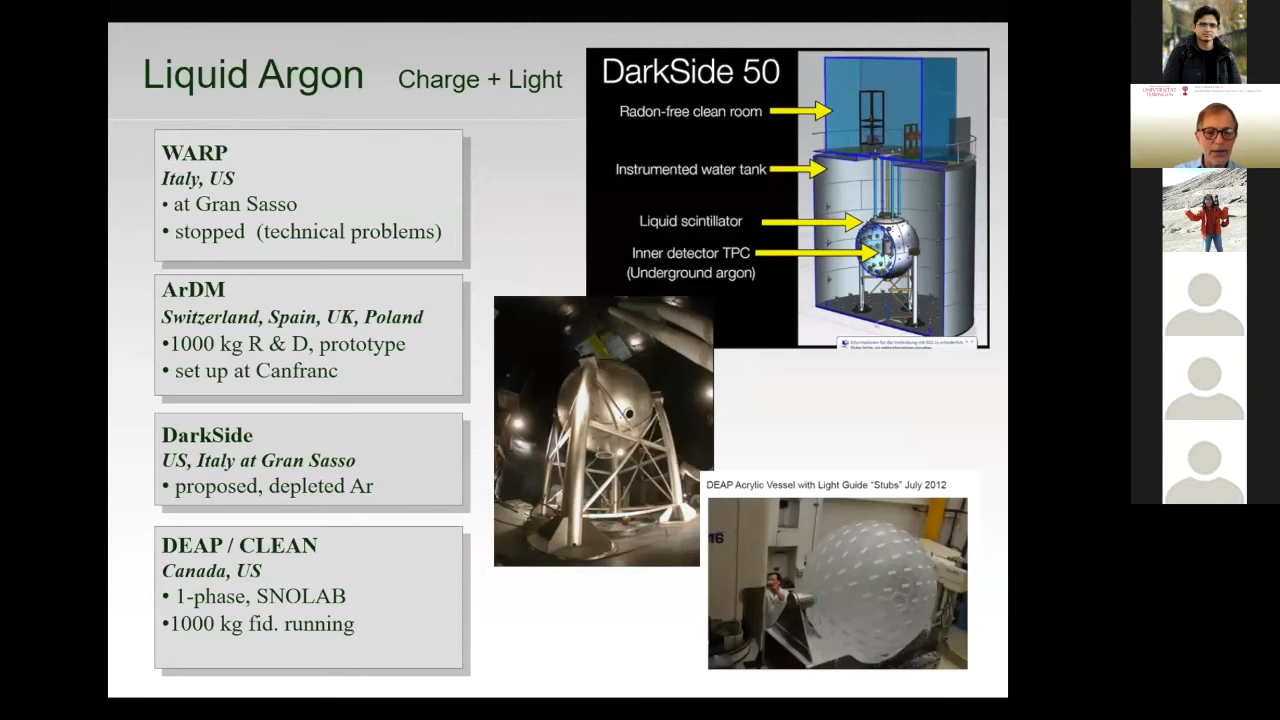 Liquid Argon Charge + Light
WARP
Italy, US
• at Gran Sasso
• stopped (technical problems)
ArDM
Switzerland, Spain, UK, Poland
•1000 kg R & D, prototype
• set up at Canfranc
DarkSide
US, Italy at Gran Sasso
• proposed, depleted Ar
DEAP / CLEAN
Canada, US
• 1-phase, SNOLAB
•1000 kg fid. running
DarkSide 50
Radon-free clean room
Instrumented water tank
Liquid scintillator
Inner detector TPC
(Underground argon)
DEAP Acrylic Vessel with Light Guide “Stubs” July 2012
UNIVERSITÄT
TÜBINGEN